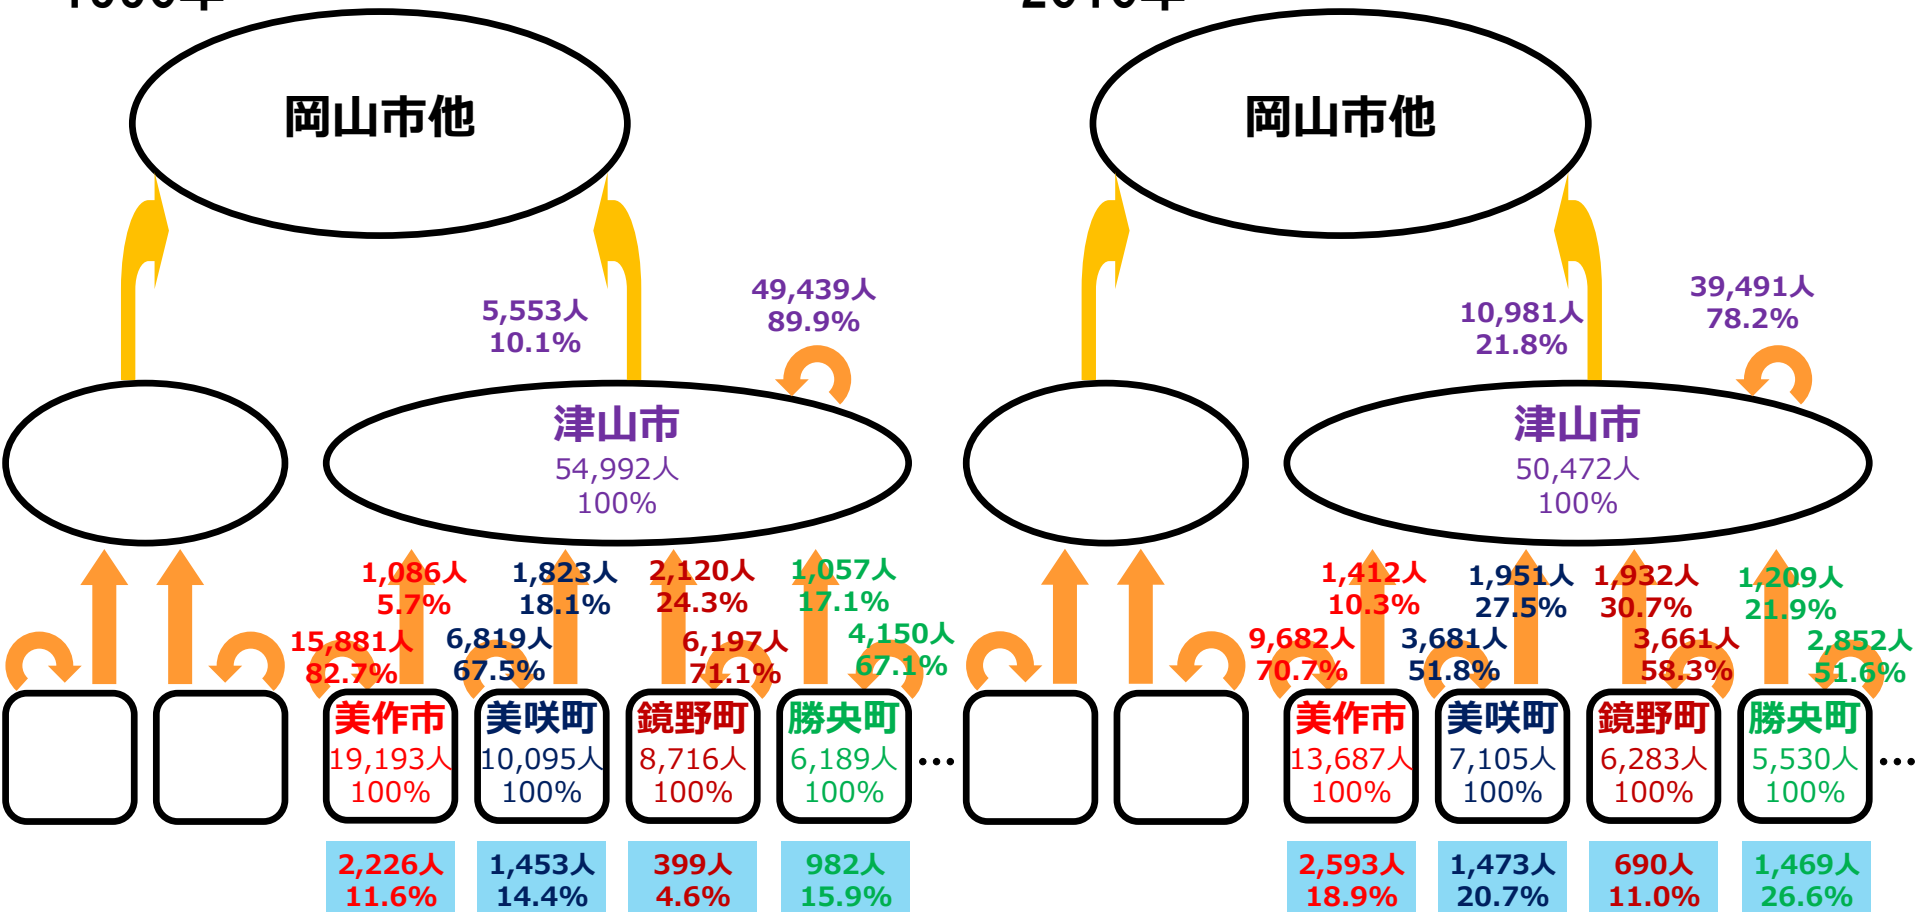 岡山市他
5,553人
10.1%
49,439人
89.9%
津山市
54,992人
100%
1,086人
5.7%
1,823人
18.1%
2,120人
24.3%
1,057人
17.1%
15,881人
82.7%
6,819人
67.5%
6,197人
71.1%
4,150人
67.1%
美作市
19,193人
100%
美咲町
10,095人
100%
鏡野町
8,716人
100%
勝央町
6,189人
100%
…
2,226人
11.6%
1,453人
14.4%
399人
4.6%
982人
15.9%
岡山市他
10,981人
21.8%
39,491人
78.2%
津山市
50,472人
100%
1,412人
10.3%
1,951人
27.5%
1,932人
30.7%
1,209人
21.9%
9,682人
70.7%
3,681人
51.8%
3,661人
58.3%
2,852人
51.6%
美作市
13,687人
100%
美咲町
7,105人
100%
鏡野町
6,283人
100%
勝央町
5,530人
100%
…
2,593人
18.9%
1,473人
20.7%
690人
11.0%
1,469人
26.6%